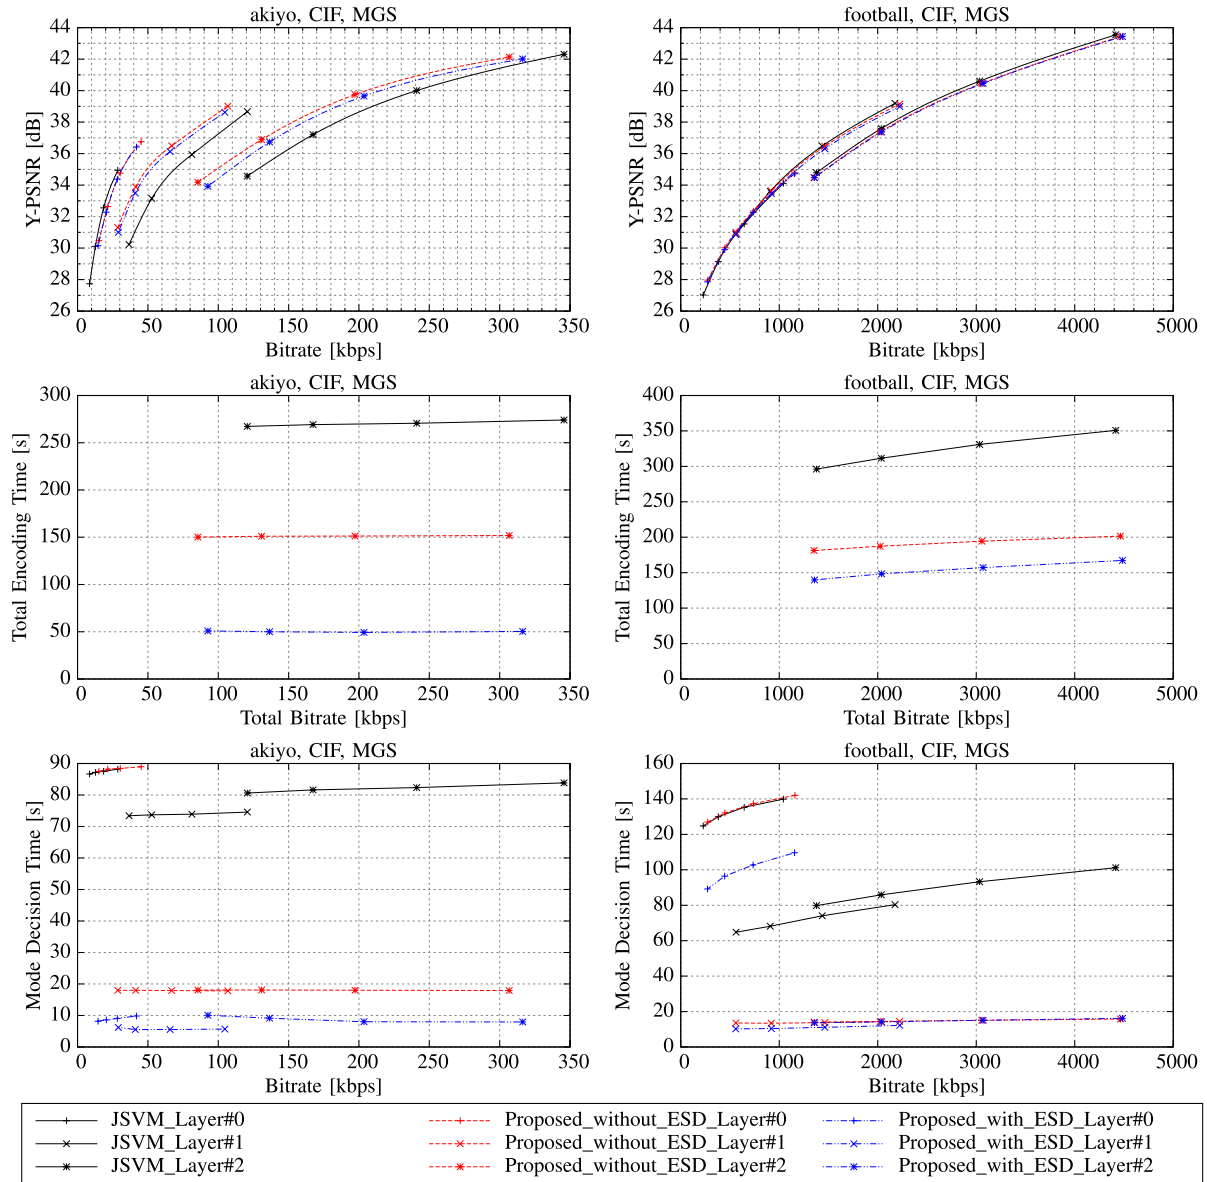 akiyo, CIF, MGS
44
42
40
38
36
34
32
30
28
26
Y-PSNR [dB]
0 50 100 150 200 250 300 350
Bitrate [kbps]
football, CIF, MGS
44
42
40
38
36
34
32
30
28
26
Y-PSNR [dB]
0 1000 2000 3000 4000 5000
Bitrate [kbps]
akiyo, CIF, MGS
300
250
200
150
100
50
0
Total Encoding Time [s]
0 50 100 150 200 250 300 350
Total Bitrate [kbps]
football, CIF, MGS
400
350
300
250
200
150
100
50
0
Total Encoding Time [s]
0 1000 2000 3000 4000 5000
Total Bitrate [kbps]
akiyo, CIF, MGS
90
80
70
60
50
40
30
20
10
0
Mode Decision Time [s]
0 50 100 150 200 250 300 350
Bitrate [kbps]
football, CIF, MGS
160
140
120
100
80
60
40
20
0
Mode Decision Time [s]
0 1000 2000 3000 4000 5000
Bitrate [kbps]
JSVM_Layer#0
JSVM_Layer#1
JSVM_Layer#2
Proposed_without_ESD_Layer#0
Proposed_without_ESD_Layer#1
Proposed_without_ESD_Layer#2
Proposed_with_ESD_Layer#0
Proposed_with_ESD_Layer#1
Proposed_with_ESD_Layer#2